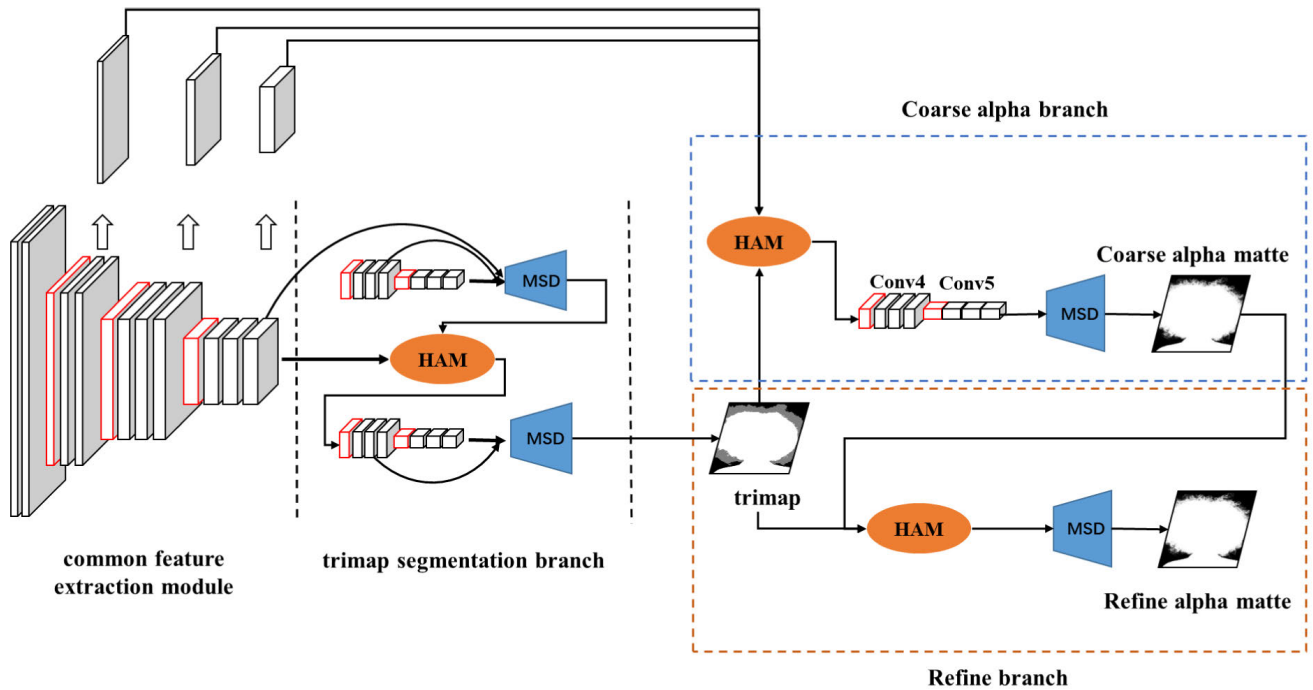 Coarse alpha branch
HAM
Coarse alpha matte
MSD
Conv4 Conv5
MSD
HAM
MSD
trimap
HAM
MSD
common feature
extraction module
trimap segmentation branch
Refine alpha matte
Refine branch